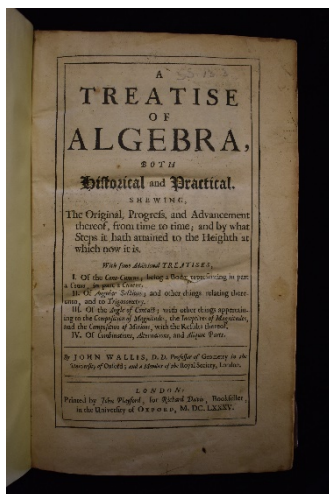 A
TREATISE
OF
ALGEBRA,
BOTH
Historical and Practical.
SHEWING,
The Original, Progress, and Advancement
thereof, from time to time; and by what
Steps it hath attained to the Heighth at
which now it is.
With some Additional TREATISES,
I. Of the Cono-Cuneus; being a Body representing in part
a Conus, in part a Cuneus.
II. Of Angular Sections; and other things relating there-
unto, and to Trigonometry.
III. Of the Angle of Contact; with other things appertain-
ing to the Composition of Magnitudes, the Inceptives of Magnitudes,
and the Composition of Motions, with the Results thereof.
IV. Of Combinations, Alternations, and Aliquot Parts.
By JOHN WALLIS, D.D. Professor of Geometry in the
University of Oxford; and a Member of the Royal Society, London.
LONDON:
Printed by John Playford, for Richard Davis, Bookseller,
in the University of OXFORD, M. DC. LXXXV.